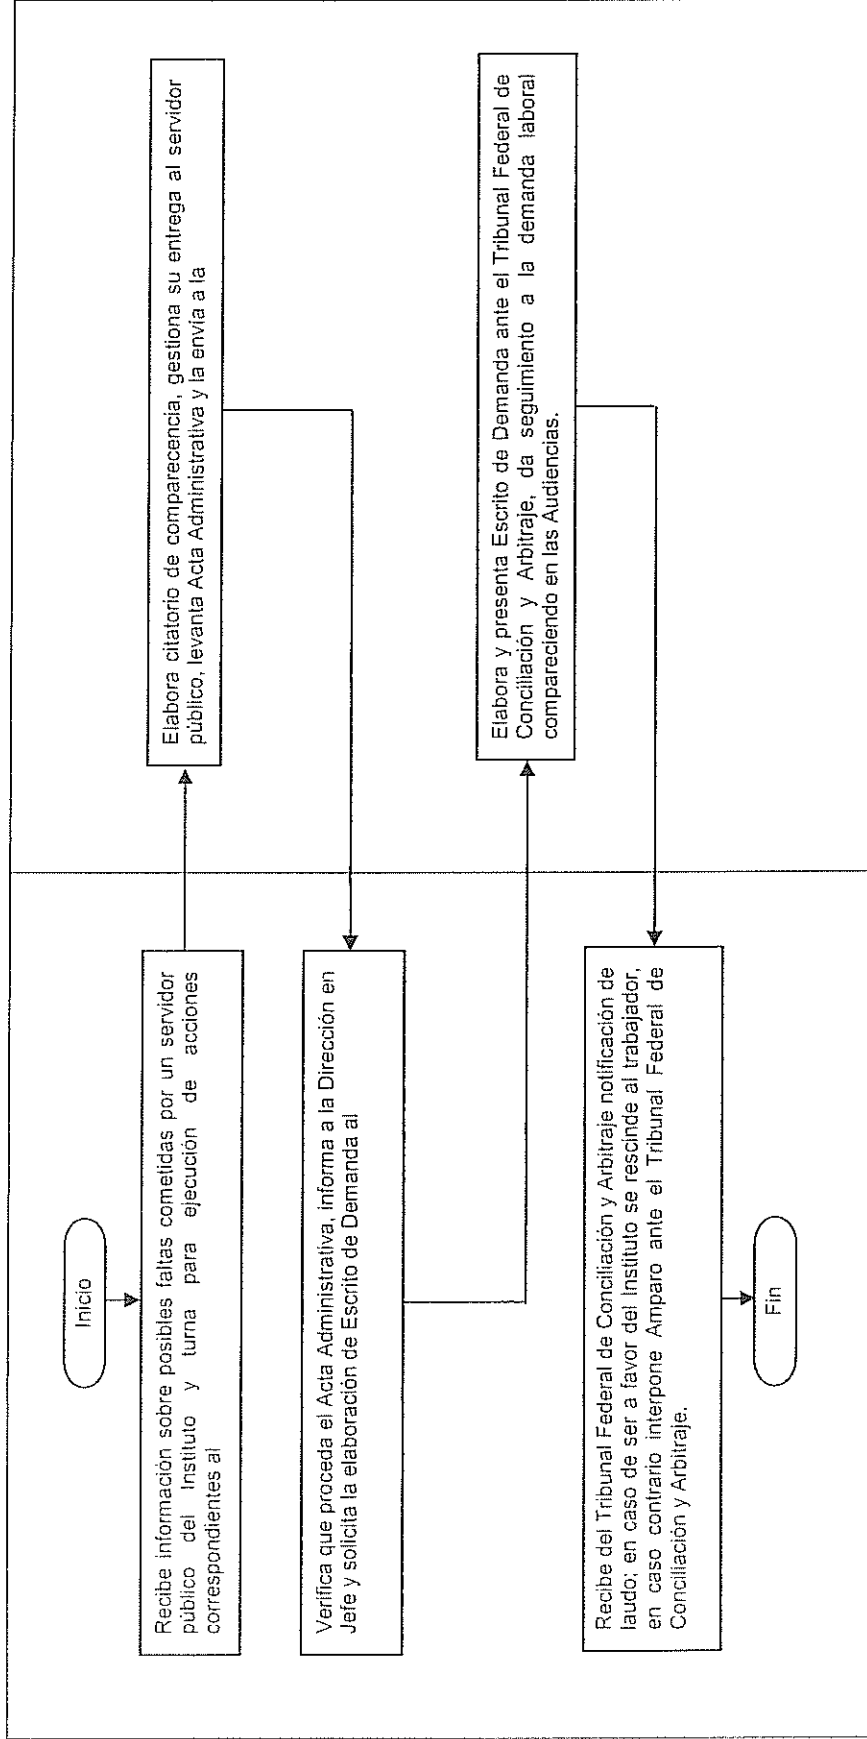 Inicio
Recibe información sobre posibles faltas cometidas por un servidor
público del Instituto y turna para ejecución de acciones
correspondientes al
Elabora citatorio de comparecencia, gestiona su entrega al servidor
público, levanta Acta Administrativa y la envía a la
Verifica que proceda el Acta Administrativa, informa a la Dirección en
Jefe y solicita la elaboración de Escrito de Demanda al
Elabora y presenta Escrito de Demanda ante el Tribunal Federal de
Conciliación y Arbitraje, da seguimiento a la demanda laboral
compareciendo en las Audiencias.
Recibe del Tribunal Federal de Conciliación y Arbitraje notificación de
laudo; en caso de ser a favor del Instituto se rescinde al trabajador,
en caso contrario interpone Amparo ante el Tribunal Federal de
Conciliación y Arbitraje.
Fin